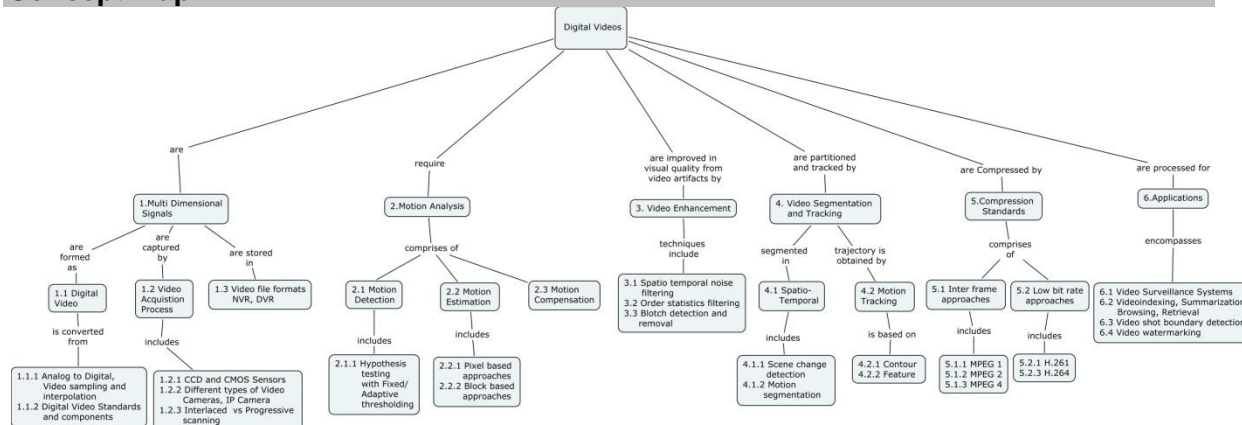 Digital Videos
are
require
are improved in
visual quality from
video artifacts by
are partitioned
and tracked by
are Compressed by
are processed for
1.Multi Dimensional
Signals
2.Motion Analysis
3. Video Enhancement
4. Video Segmentation
and Tracking
5.Compression
Standards
6.Applications
are
formed
as
are
captured
by
are stored
in
comprises of
techniques
include
segmented
in
trajectory is
obtained by
comprises
of
encompasses
1.1 Digital
Video
1.2 Video
Acquistion
Process
1.3 Video file formats
NVR, DVR
2.1 Motion
Detection
2.2 Motion
Estimation
2.3 Motion
Compensation
3.1 Spatio temporal noise
filtering
3.2 Order statistics filtering
3.3 Blotch detection and
removal
4.1 Spatio-
Temporal
4.2 Motion
Tracking
5.1 Inter frame
approaches
5.2 Low bit rate
approaches
6.1 Video Surveillance Systems
6.2 Videoindexing, Summarization,
Browsing, Retrieval
6.3 Video shot boundary detection
6.4 Video watermarking
is converted
from
includes
includes
includes
includes
is based on
includes
includes
1.1.1 Analog to Digital,
Video sampling and
interpolation
1.1.2 Digital Video Standards
and components
1.2.1 CCD and CMOS Sensors
1.2.2 Different types of Video
Cameras, IP Camera
1.2.3 Interlaced vs Progressive
scanning
2.1.1 Hypothesis
testing
with Fixed/
Adaptive
thresholding
2.2.1 Pixel based
approaches
2.2.2 Block based
approaches
4.1.1 Scene change
detection
4.1.2 Motion
segmentation
4.2.1 Contour
4.2.2 Feature
5.1.1 MPEG 1
5.1.2 MPEG 2
5.1.3 MPEG 4
5.2.1 H.261
5.2.3 H.264